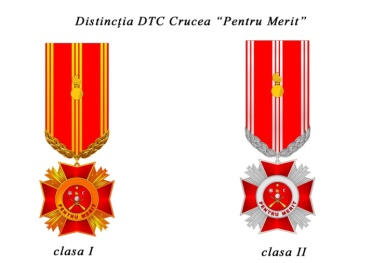 Distincția DTC Crucea “Pentru Merit”
PENTRU MERIT
PENTRU MERIT
clasa I
clasa II